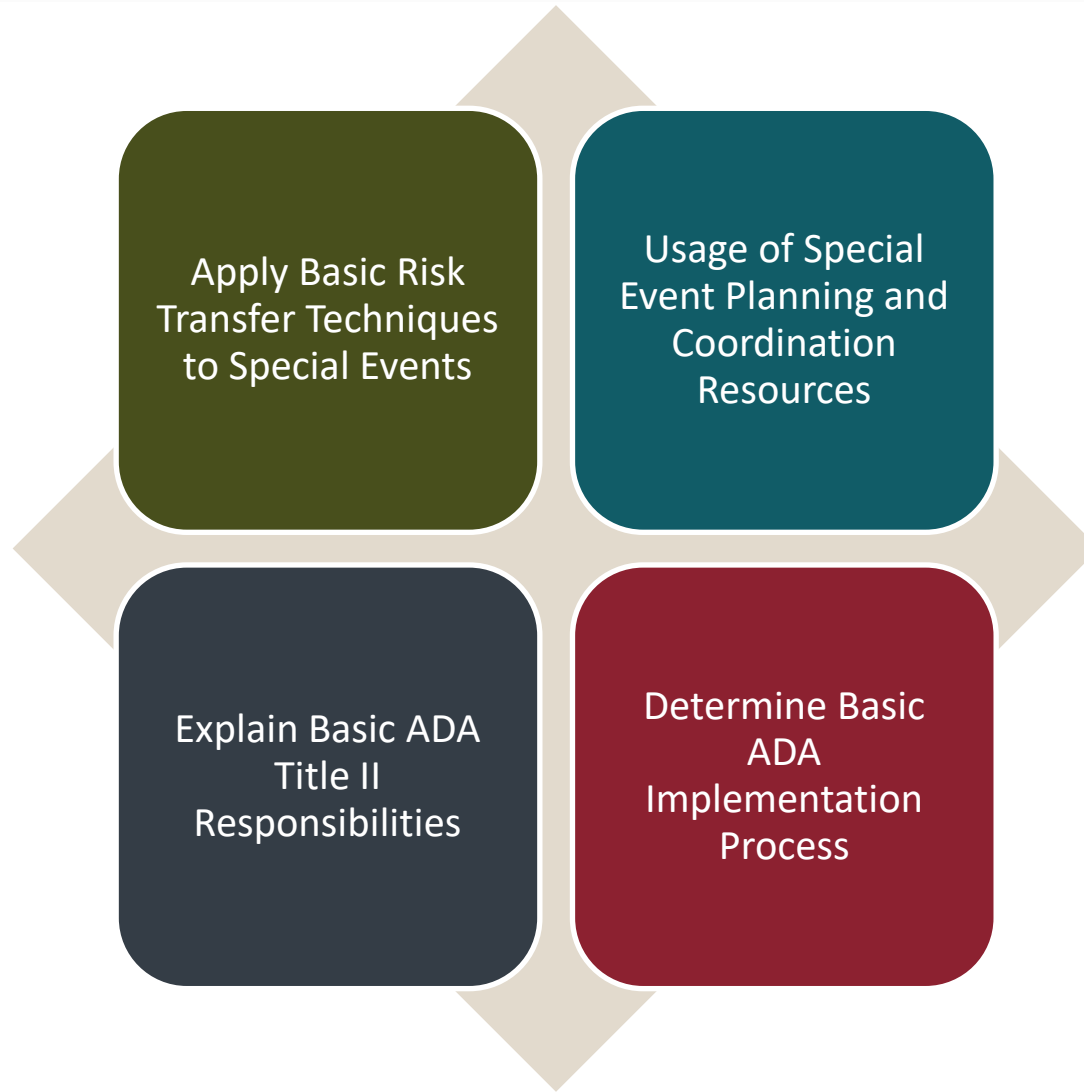 Apply Basic Risk
Transfer Techniques
to Special Events
Usage of Special
Event Planning and
Coordination
Resources
Explain Basic ADA
Title II
Responsibilities
Determine Basic
ADA
Implementation
Process